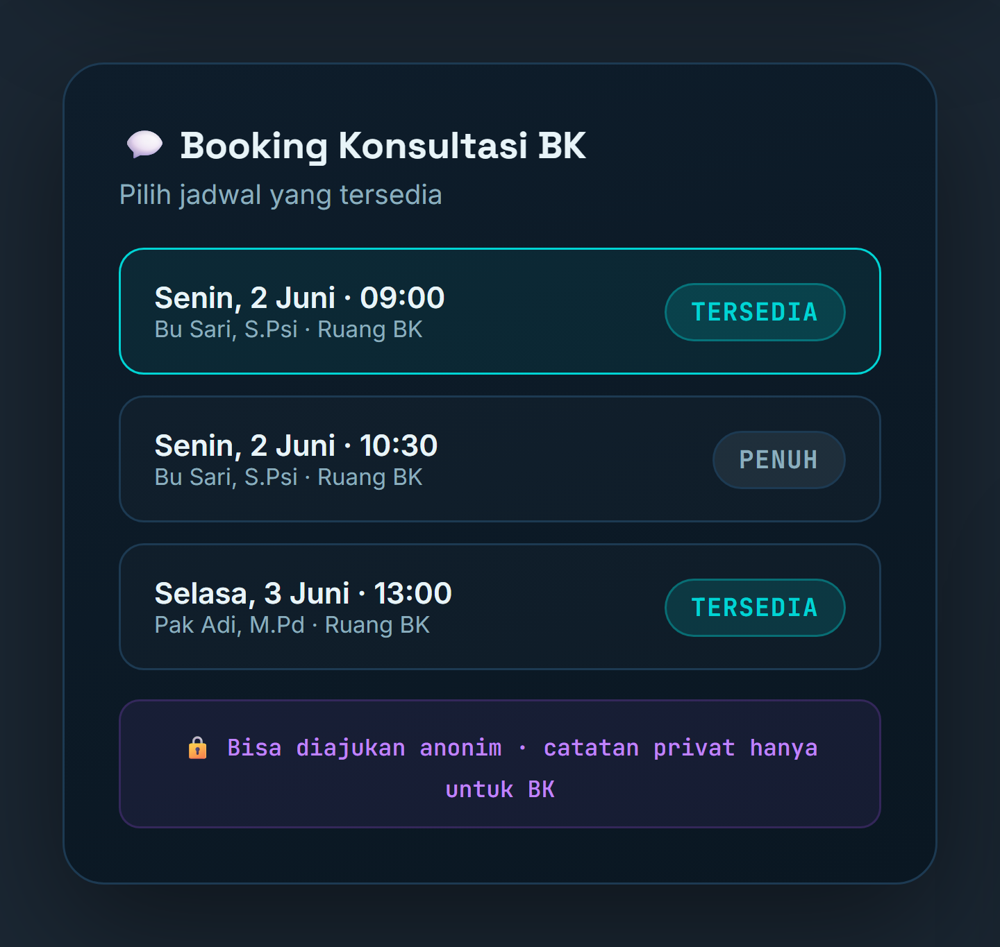 💬 Booking Konsultasi BK
Pilih jadwal yang tersedia
Senin, 2 Juni · 09:00
Bu Sari, S.Psi · Ruang BK
TERSEDIA
Senin, 2 Juni · 10:30
Bu Sari, S.Psi · Ruang BK
PENUH
Selasa, 3 Juni · 13:00
Pak Adi, M.Pd · Ruang BK
TERSEDIA
🔒 Bisa diajukan anonim · catatan privat hanya
untuk BK